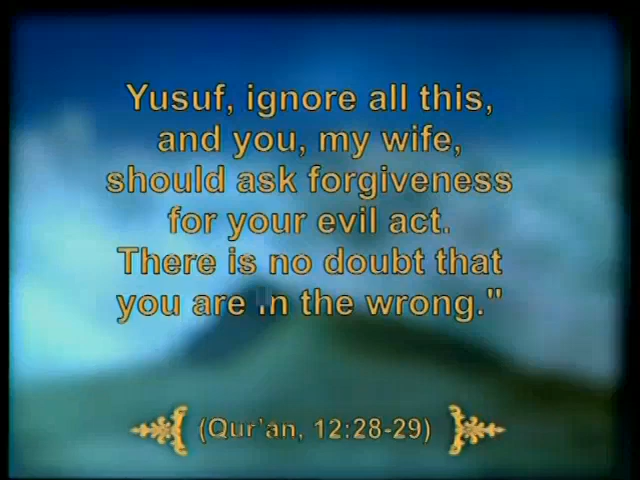 Yusuf, ignore all this,
and you, my wife,
should ask forgiveness
for your evil act.
There is no doubt that
you are in the wrong."
(Qur'an, 12:28-29)